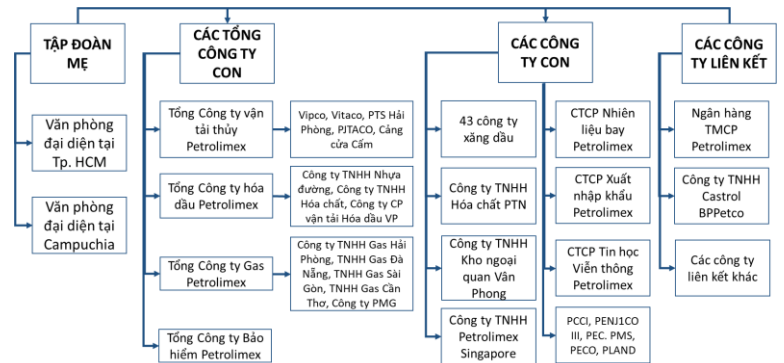 TẬP ĐOÀN
MẸ
Văn phòng
đại diện tại
Tp. HCM
Văn phòng
đại diện tại
Campuchia
CÁC TỔNG
CÔNG TY
CON
Tổng Công ty vận
tải thủy
Petrolimex
Vipco, Vitaco, PTS Hải
Phòng, PJTACO, Cảng
cửa Cấm
Tổng Công ty hóa
dầu Petrolimex
Công ty TNHH Nhựa
đường, Công ty TNHH
Hóa chất, Công ty CP
vận tải Hóa dầu VP
Tổng Công ty Gas
Petrolimex
Công ty TNHH Gas Hải
Phòng, TNHH Gas Đà
Nẵng, TNHH Gas Sài
Gòn, TNHH Gas Cần
Thơ, Công ty PMG
Tổng Công ty Bảo
hiểm Petrolimex
CÁC CÔNG
TY CON
43 công ty
xăng dầu
Công ty TNHH
Hóa chất PTN
Công ty TNHH
Kho ngoại
quan Vân
Phong
Công ty TNHH
Petrolimex
Singapore
CTCP Nhiên
liệu bay
Petrolimex
CTCP Xuất
nhập khẩu
Petrolimex
CTCP Tin học
Viễn thông
Petrolimex
PCCI, PENJ1CO
III, PEC. PMS,
PECO, PLAND
CÁC CÔNG
TY LIÊN KẾT
Ngân hàng
TMCP
Petrolimex
Công ty TNHH
Castrol
BPPetco
Các công ty
liên kết khác